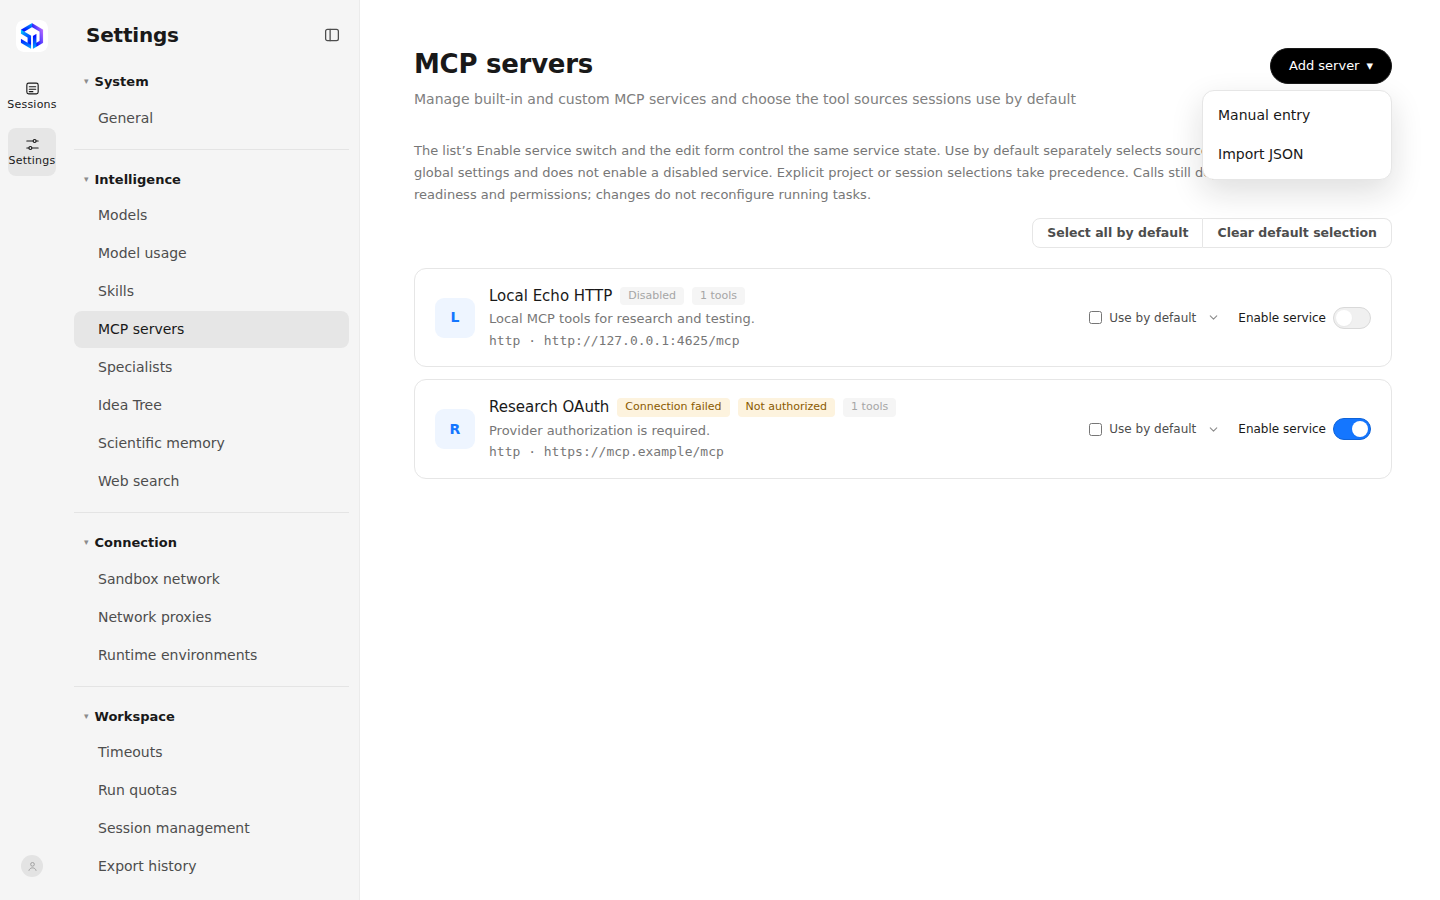 Settings
Sessions
Settings
System
General
Intelligence
Models
Model usage
Skills
MCP servers
Specialists
Idea Tree
Scientific memory
Web search
Connection
Sandbox network
Network proxies
Runtime environments
Workspace
Timeouts
Run quotas
Session management
Export history
MCP servers
Add server
Manage built-in and custom MCP services and choose the tool sources sessions use by default
Manual entry
Import JSON
The list’s Enable service switch and the edit form control the same service state. Use by default separately selects
global settings and does not enable a disabled service. Explicit project or session selections take precedence. Calls still
readiness and permissions; changes do not reconfigure running tasks.
Select all by default
Clear default selection
L
Local Echo HTTP Disabled 1 tools
Local MCP tools for research and testing.
http · http://127.0.0.1:4625/mcp
Use by default
Enable service
R
Research OAuth Connection failed Not authorized 1 tools
Provider authorization is required.
http · https://mcp.example/mcp
Use by default
Enable service